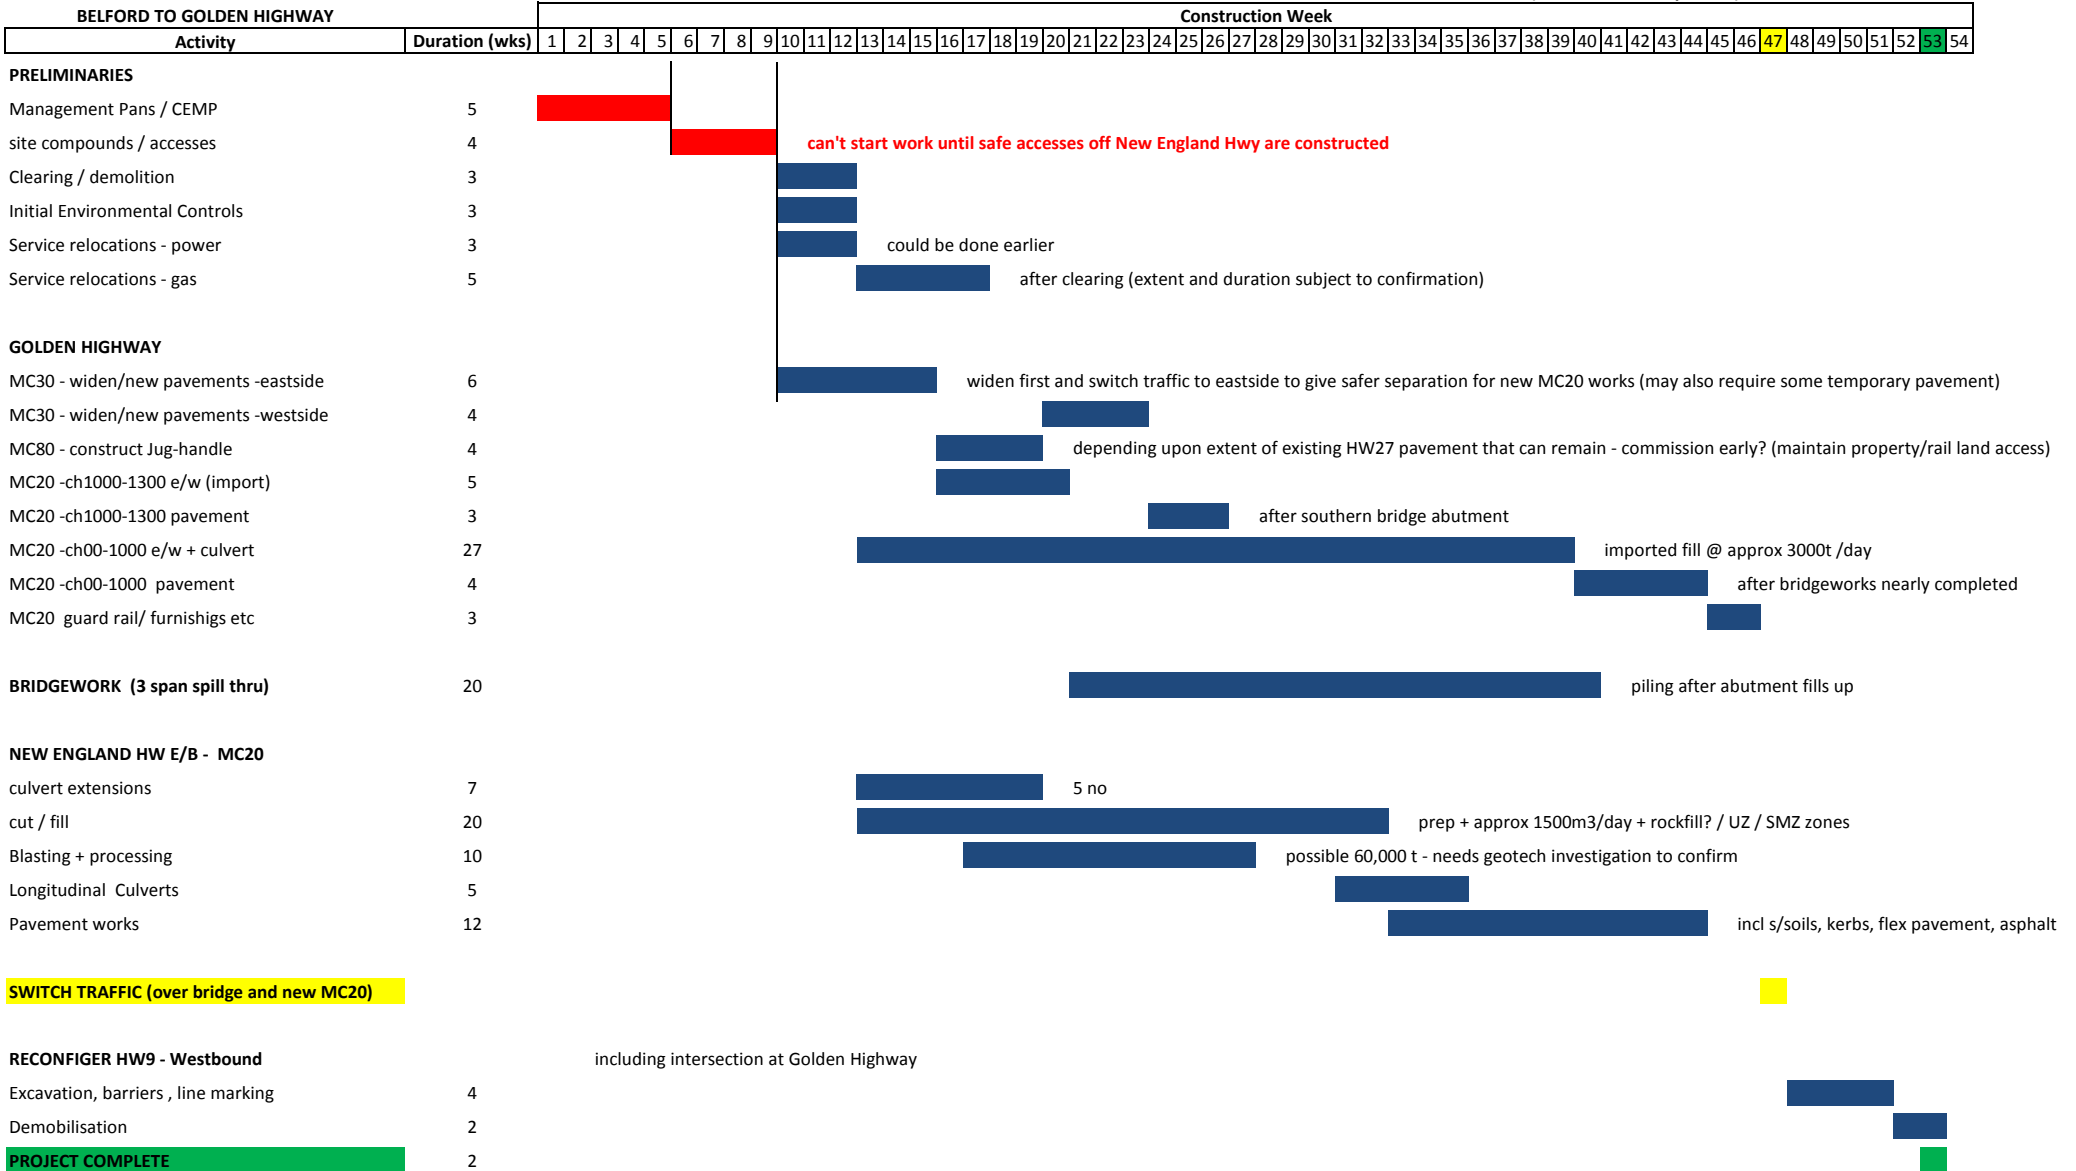 BELFORD TO GOLDEN HIGHWAY Construction Week
Activity Duration (wks) 1 2 3 4 5 6 7 8 9 10 11 12 13 14 15 16 17 18 19 20 21 22 23 24 25 26 27 28 29 30 31 32 33 34 35 36 37 38 39 40 41 42 43 44 45 46 47 48 49 50 51 52 53 54
PRELIMINARIES
Management Pans / CEMP 5
site compounds / accesses 4 can't start work until safe accesses off New England Hwy are constructed
Clearing / demolition 3
Initial Environmental Controls 3
Service relocations - power 3 could be done earlier
Service relocations - gas 5 after clearing (extent and duration subject to confirmation)
GOLDEN HIGHWAY
MC30 - widen/new pavements -eastside 6 widen first and switch traffic to eastside to give safer separation for new MC20 works (may also require some temporary pavement)
MC30 - widen/new pavements -westside 4
MC80 - construct Jug-handle 4 depending upon extent of existing HW27 pavement that can remain - commission early? (maintain property/rail land access)
MC20 -ch1000-1300 e/w (import) 5
MC20 -ch1000-1300 pavement 3 after southern bridge abutment
MC20 -ch00-1000 e/w + culvert 27 imported fill @ approx 3000t /day
MC20 -ch00-1000 pavement 4 after bridgeworks nearly completed
MC20 guard rail/ furnishigs etc 3
BRIDGEWORK (3 span spill thru) 20 piling after abutment fills up
NEW ENGLAND HW E/B - MC20
culvert extensions 7 5 no
cut / fill 20 prep + approx 1500m3/day + rockfill? / UZ / SMZ zones
Blasting + processing 10 possible 60,000 t - needs geotech investigation to confirm
Longitudinal Culverts 5
Pavement works 12 incl s/soils, kerbs, flex pavement, asphalt
SWITCH TRAFFIC (over bridge and new MC20)
RECONFIGER HW9 - Westbound including intersection at Golden Highway
Excavation, barriers , line marking 4
Demobilisation 2
PROJECT COMPLETE 2